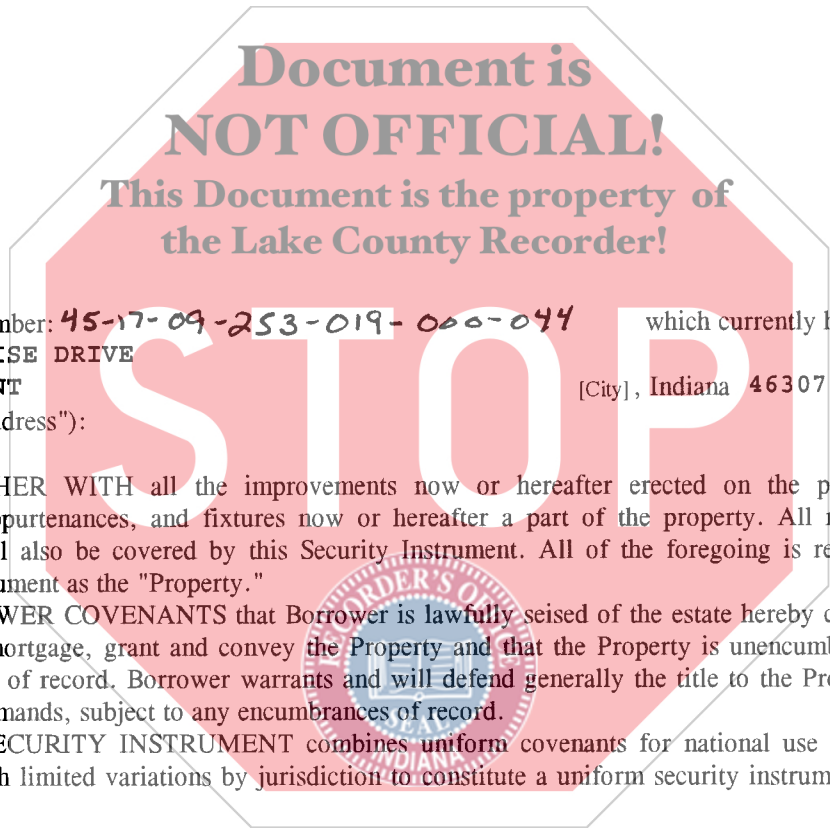 Document is
NOT OFFICIAL!
This Document is the property of
the Lake County Recorder!
STOP
mber: 45-17-09-253-019-000-044 which currently h
ISE DRIVE
NT [City], Indiana 46307
dress"):
HER WITH all the improvements now or hereafter erected on the p
ppurtenances, and fixtures now or hereafter a part of the property. All r
l also be covered by this Security Instrument. All of the foregoing is re
ument as the "Property."
WER COVENANTS that Borrower is lawfully seised of the estate hereby c
nortgage, grant and convey the Property and that the Property is unencumb
of record. Borrower warrants and will defend generally the title to the Pro
mands, subject to any encumbrances of record.
ECURITY INSTRUMENT combines uniform covenants for national use
h limited variations by jurisdiction to constitute a uniform security instrum
RECORDER'S OFFICE
SEAL
INDIANA